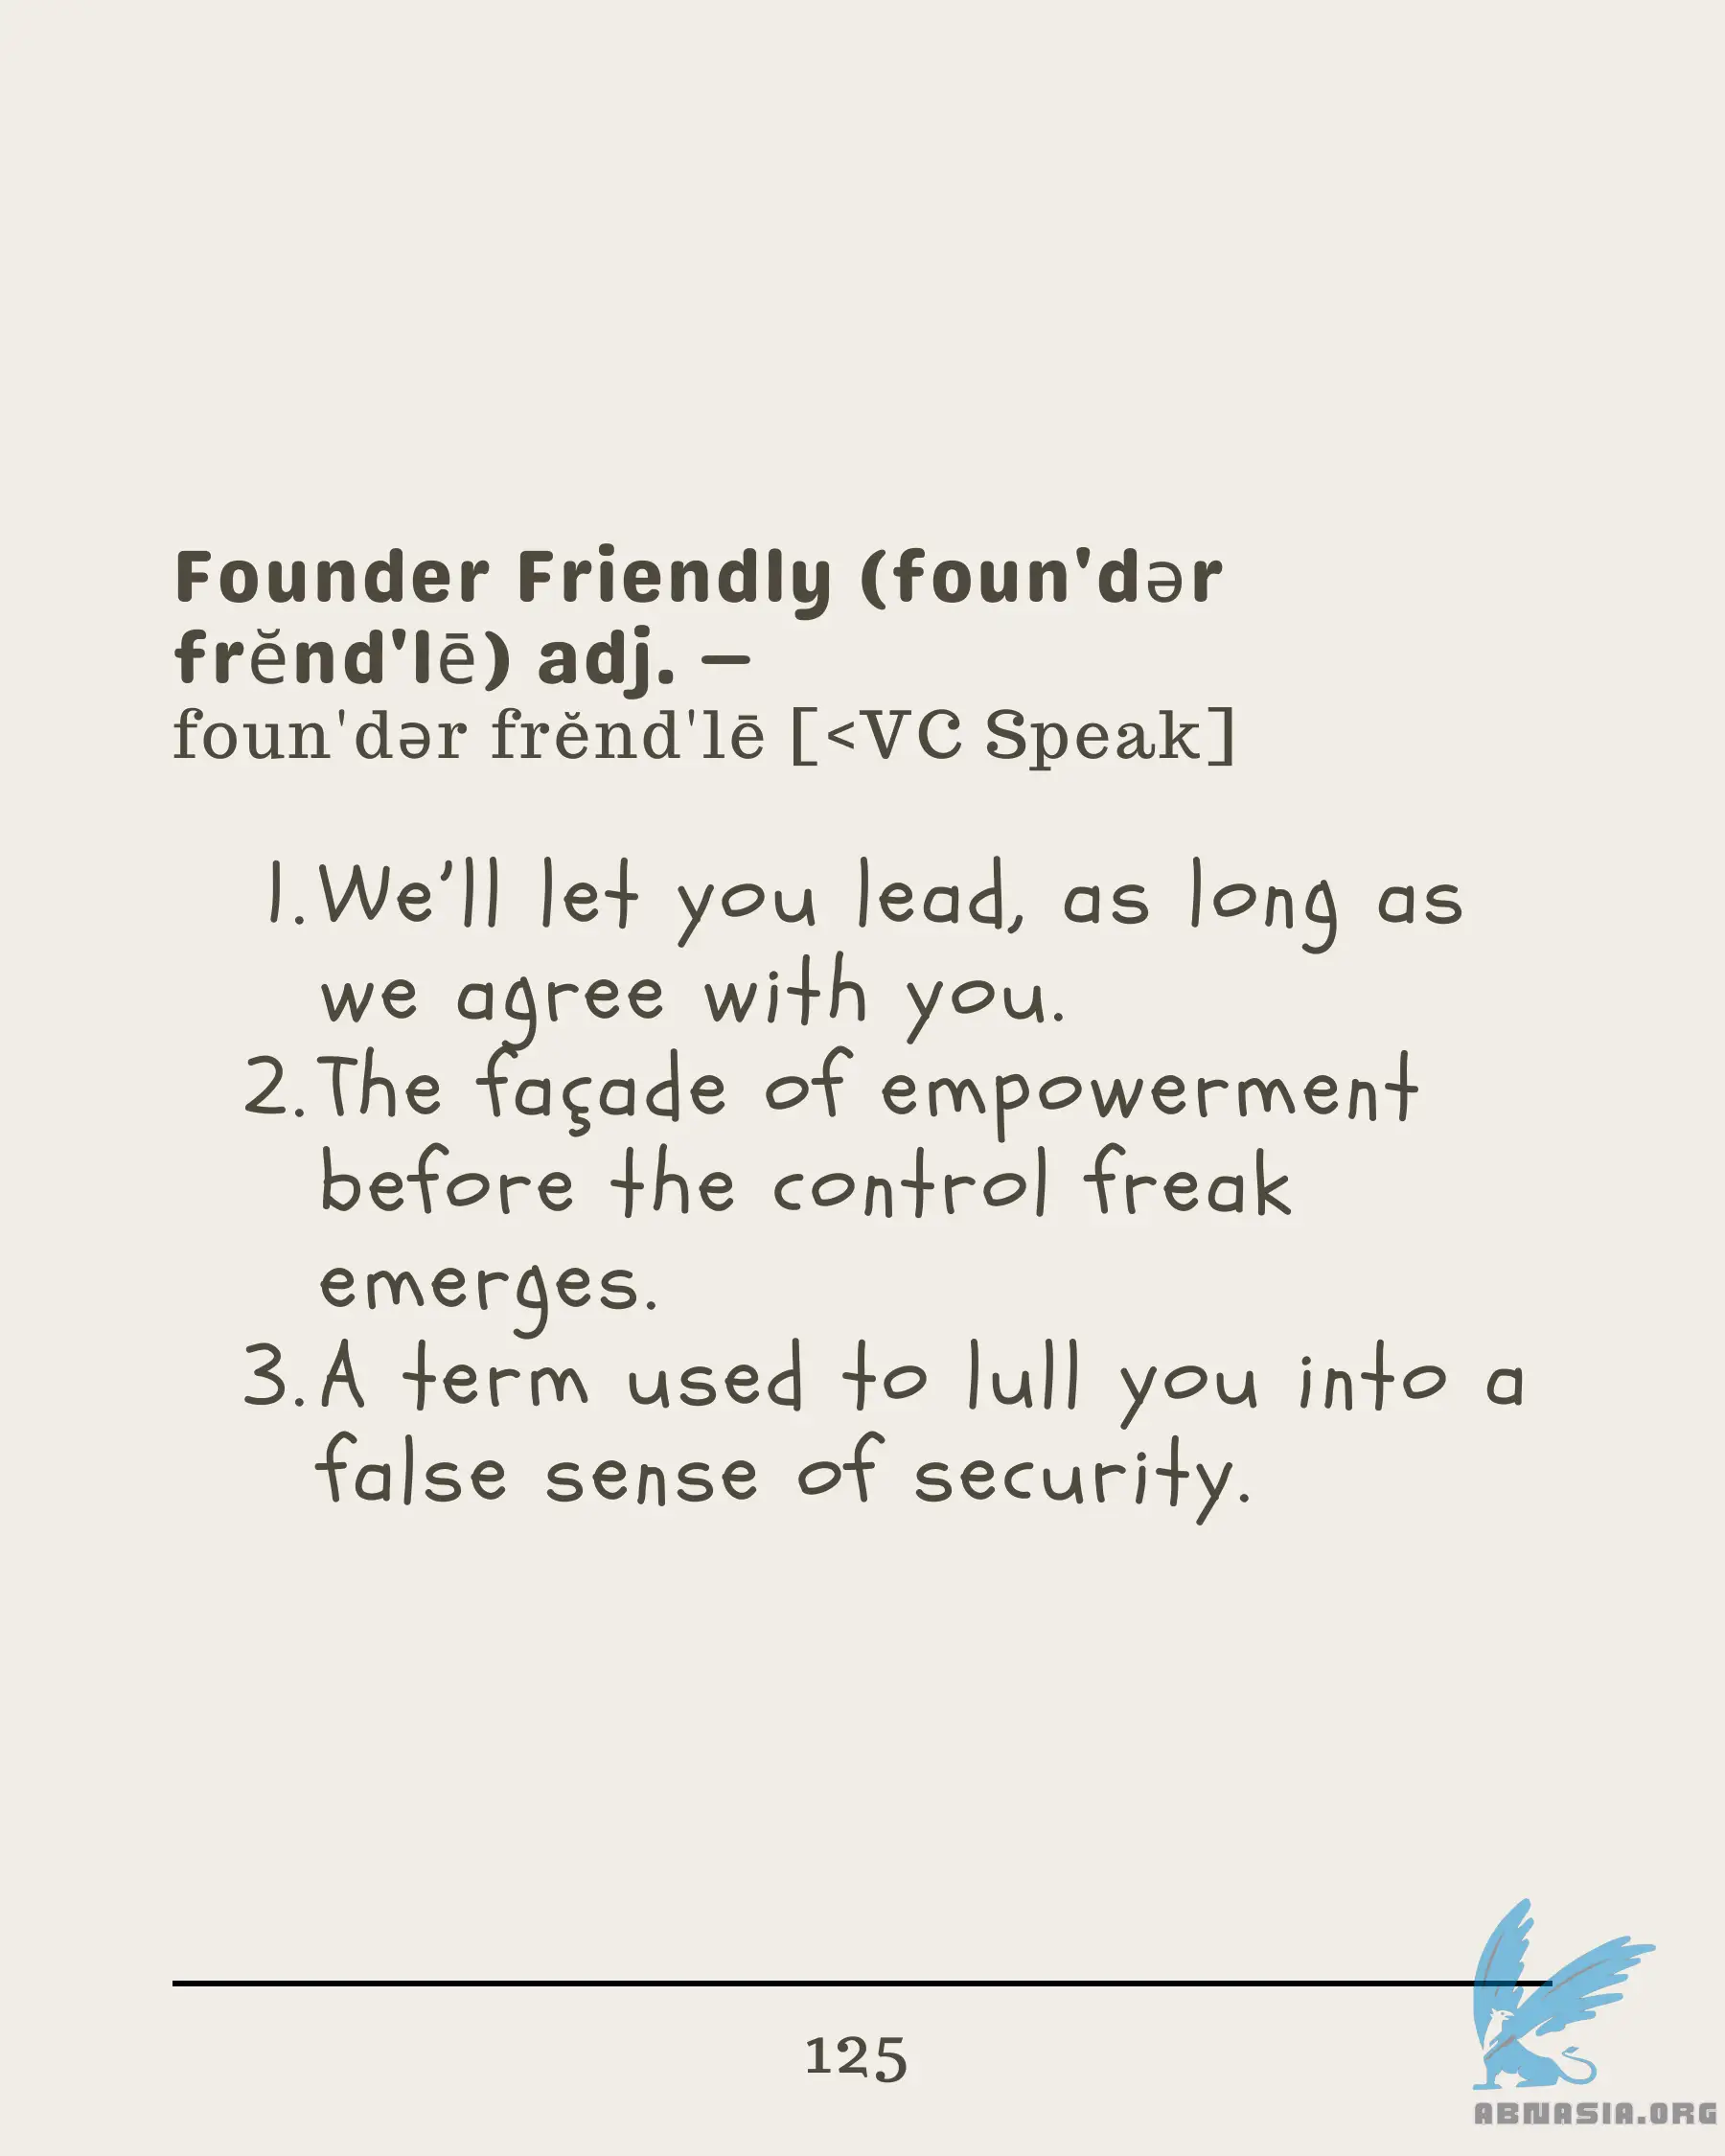 Founder Friendly (foun'dər
frĕnd'lē) adj. –
foun'dər frĕnd'lē [<VC Speak]
1. We’ll let you lead, as long as
we agree with you.
2. The façade of empowerment
before the control freak
emerges.
3. A term used to lull you into a
false sense of security.
125
ABNASIA.ORG